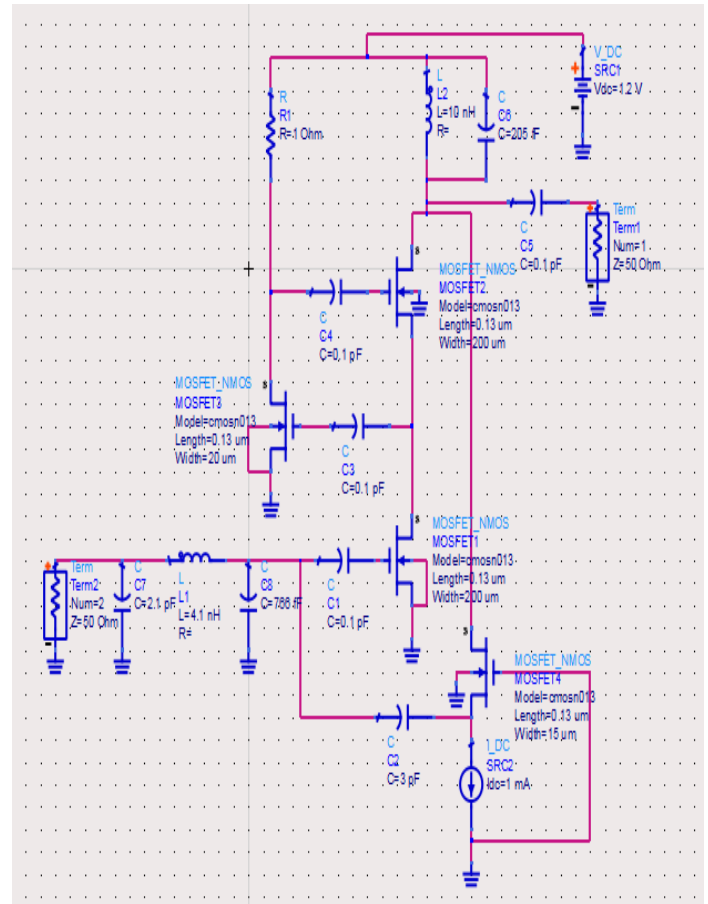 V_DC
SRC1
Vdc=1.2 V
R
R1
R=1 Ohm
L
L2
L=10 nH
R=
C
C6
C=205 fF
C
C5
C=0.1 pF
Term
Term1
Num=1
Z=50 Ohm
s
MOSFET_NMOS
MOSFET2
Model=cmosn013
Length=0.13 um
Width=200 um
C
C4
C=0.1 pF
s
MOSFET_NMOS
MOSFET3
Model=cmosn013
Length=0.13 um
Width=20 um
C
C3
C=0.1 pF
s
MOSFET_NMOS
MOSFET1
Model=cmosn013
Length=0.13 um
Width=200 um
Term
Term2
Num=2
Z=50 Ohm
C
C7
C=2.1 pF
L
L1
L=4.1 nH
R=
C
C8
C=786 fF
C
C1
C=0.1 pF
s
MOSFET_NMOS
MOSFET4
Model=cmosn013
Length=0.13 um
Width=15 µm
C
C2
C=3 pF
I_DC
SRC2
Idc=1 mA